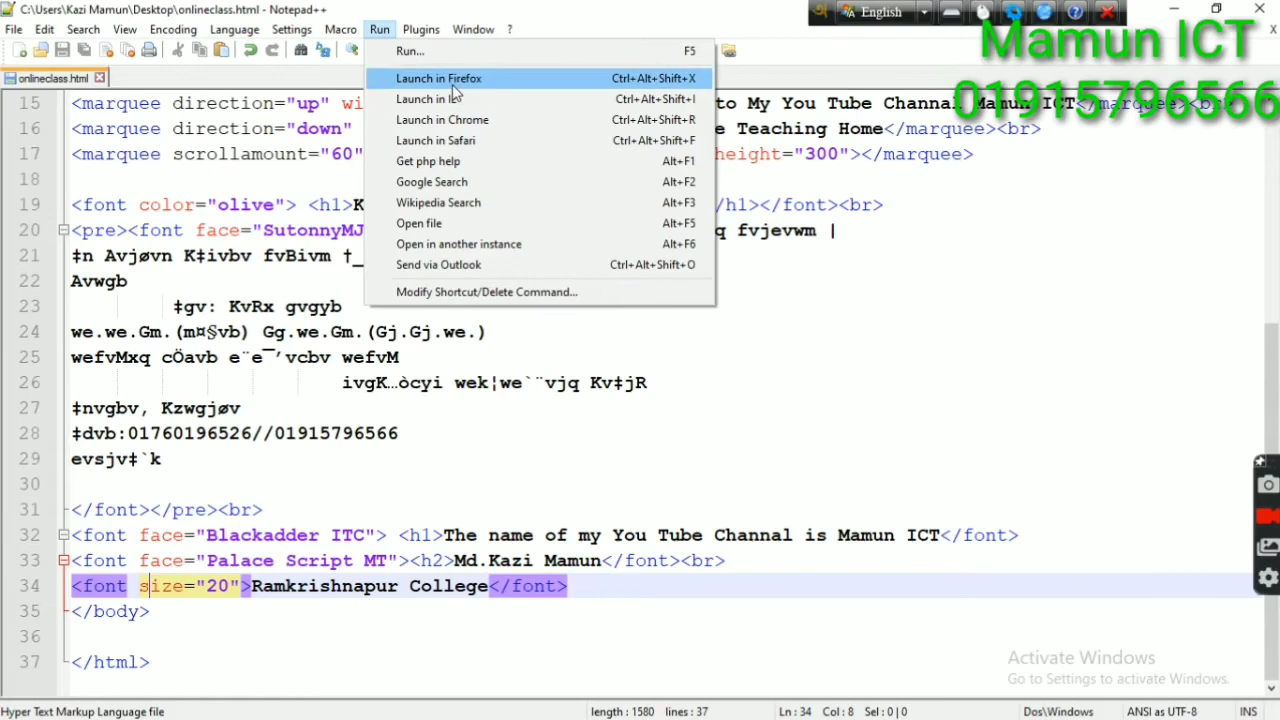 C:\Users\Kazi Mamun\Desktop\onlineclass.html - Notepad++
English
File Edit Search View Encoding Language Settings Macro Run Plugins Window ?
Mamun ICT
01915796566
onlineclass.html
Run... F5
Launch in Firefox Ctrl+Alt+Shift+X
Launch in IE Ctrl+Alt+Shift+I
Launch in Chrome Ctrl+Alt+Shift+R
Launch in Safari Ctrl+Alt+Shift+F
Get php help Alt+F1
Google Search Alt+F2
Wikipedia Search Alt+F3
Open file Alt+F5
Open in another instance Alt+F6
Send via Outlook Ctrl+Alt+Shift+O
Modify Shortcut/Delete Command...
15 <marquee direction="up" wi to My You Tube Channal Mamun ICT</marquee><br>
16 <marquee direction="down" e Teaching Home</marquee><br>
17 <marquee scrollamount="60" height="300"></marquee>
18
19 <font color="olive"> <h1>K /h1></font><br>
20 <pre><font face="SutonnyMJ q fvjevwm |
21 ‡n Avjøvn K‡ivbv fvBivm †_
22 Avwgb
23 ‡gv: KvRx gvgyb
24 we.we.Gm.(m¤§vb) Gg.we.Gm.(Gj.Gj.we.)
25 wefvMxq cÖavb e¨e¯’vcbv wefvM
26 ivgK…òcyi wek¦we`¨vjq Kv‡jR
27 ‡nvgbv, Kzwgjøv
28 ‡dvb:01760196526//01915796566
29 evsjv‡`k
30
31 </font></pre><br>
32 <font face="Blackadder ITC"> <h1>The name of my You Tube Channal is Mamun ICT</font>
33 <font face="Palace Script MT"><h2>Md.Kazi Mamun</font><br>
34 <font size="20">Ramkrishnapur College</font>
35 </body>
36
37 </html>
Activate Windows
Go to Settings to activate Windows.
Hyper Text Markup Language file length : 1580 lines : 37 Ln : 34 Col : 8 Sel : 0 | 0 Dos\Windows ANSI as UTF-8 INS